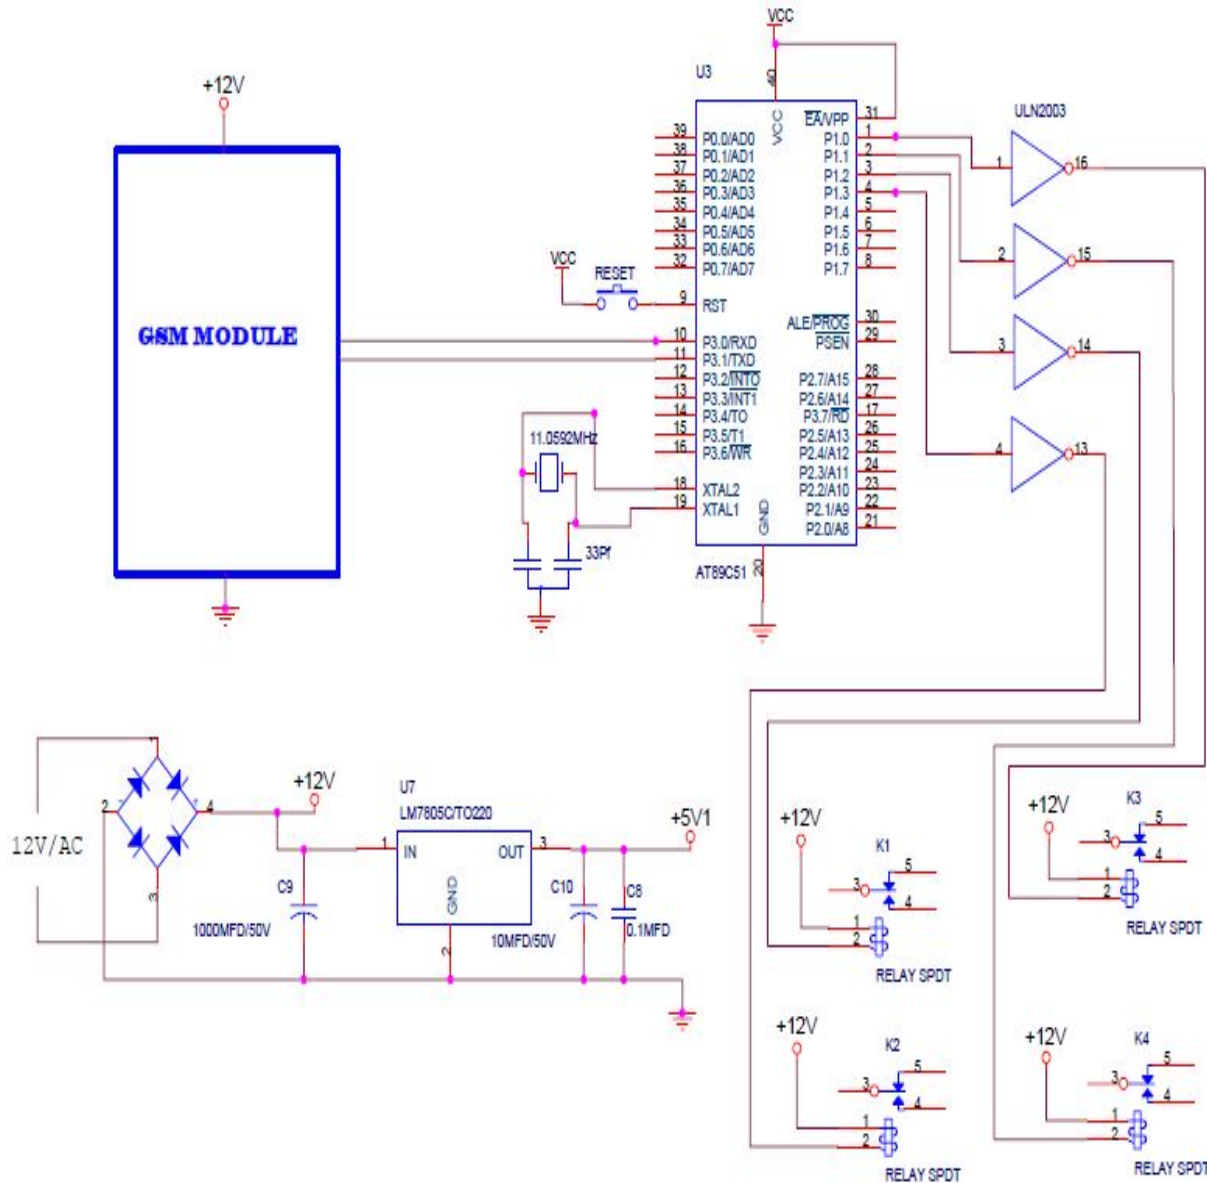 VCC
U3
40
+12V
VCC
EA/VPP 31
ULN2003
39 P0.0/AD0
P1.0 1
38 P0.1/AD1
P1.1 2
37 P0.2/AD2
P1.2 3
36 P0.3/AD3
P1.3 4
35 P0.4/AD4
P1.4 5
34 P0.5/AD5
P1.5 6
33 P0.6/AD6
P1.6 7
32 P0.7/AD7
P1.7 8
1 16
2 15
3 14
4 13
VCC
RESET
9 RST
GSM MODULE
ALE/PROG 30
PSEN 29
10 P3.0/RXD
11 P3.1/TXD
12 P3.2/INTO
13 P3.3/INT1
14 P3.4/TO
15 P3.5/T1
16 P3.6/WR
P2.7/A15 28
P2.6/A14 27
P3.7/RD 17
P2.5/A13 26
P2.4/A12 25
P2.3/A11 24
P2.2/A10 23
P2.1/A9 22
P2.0/A8 21
11.0592MHz
18 XTAL2
19 XTAL1
GND
20
33Pf
AT89C51
1
2
4
3
-
+
12V/AC
+12V
U7
LM7805C/TO220
1 IN
OUT 3
GND
2
+5V1
C9
1000MFD/50V
C10
10MFD/50V
C8
0.1MFD
+12V
K1
3
5
4
1
2
RELAY SPDT
+12V
K3
3
5
4
1
2
RELAY SPDT
+12V
K2
3
5
4
1
2
RELAY SPDT
+12V
K4
3
5
4
1
2
RELAY SPDT